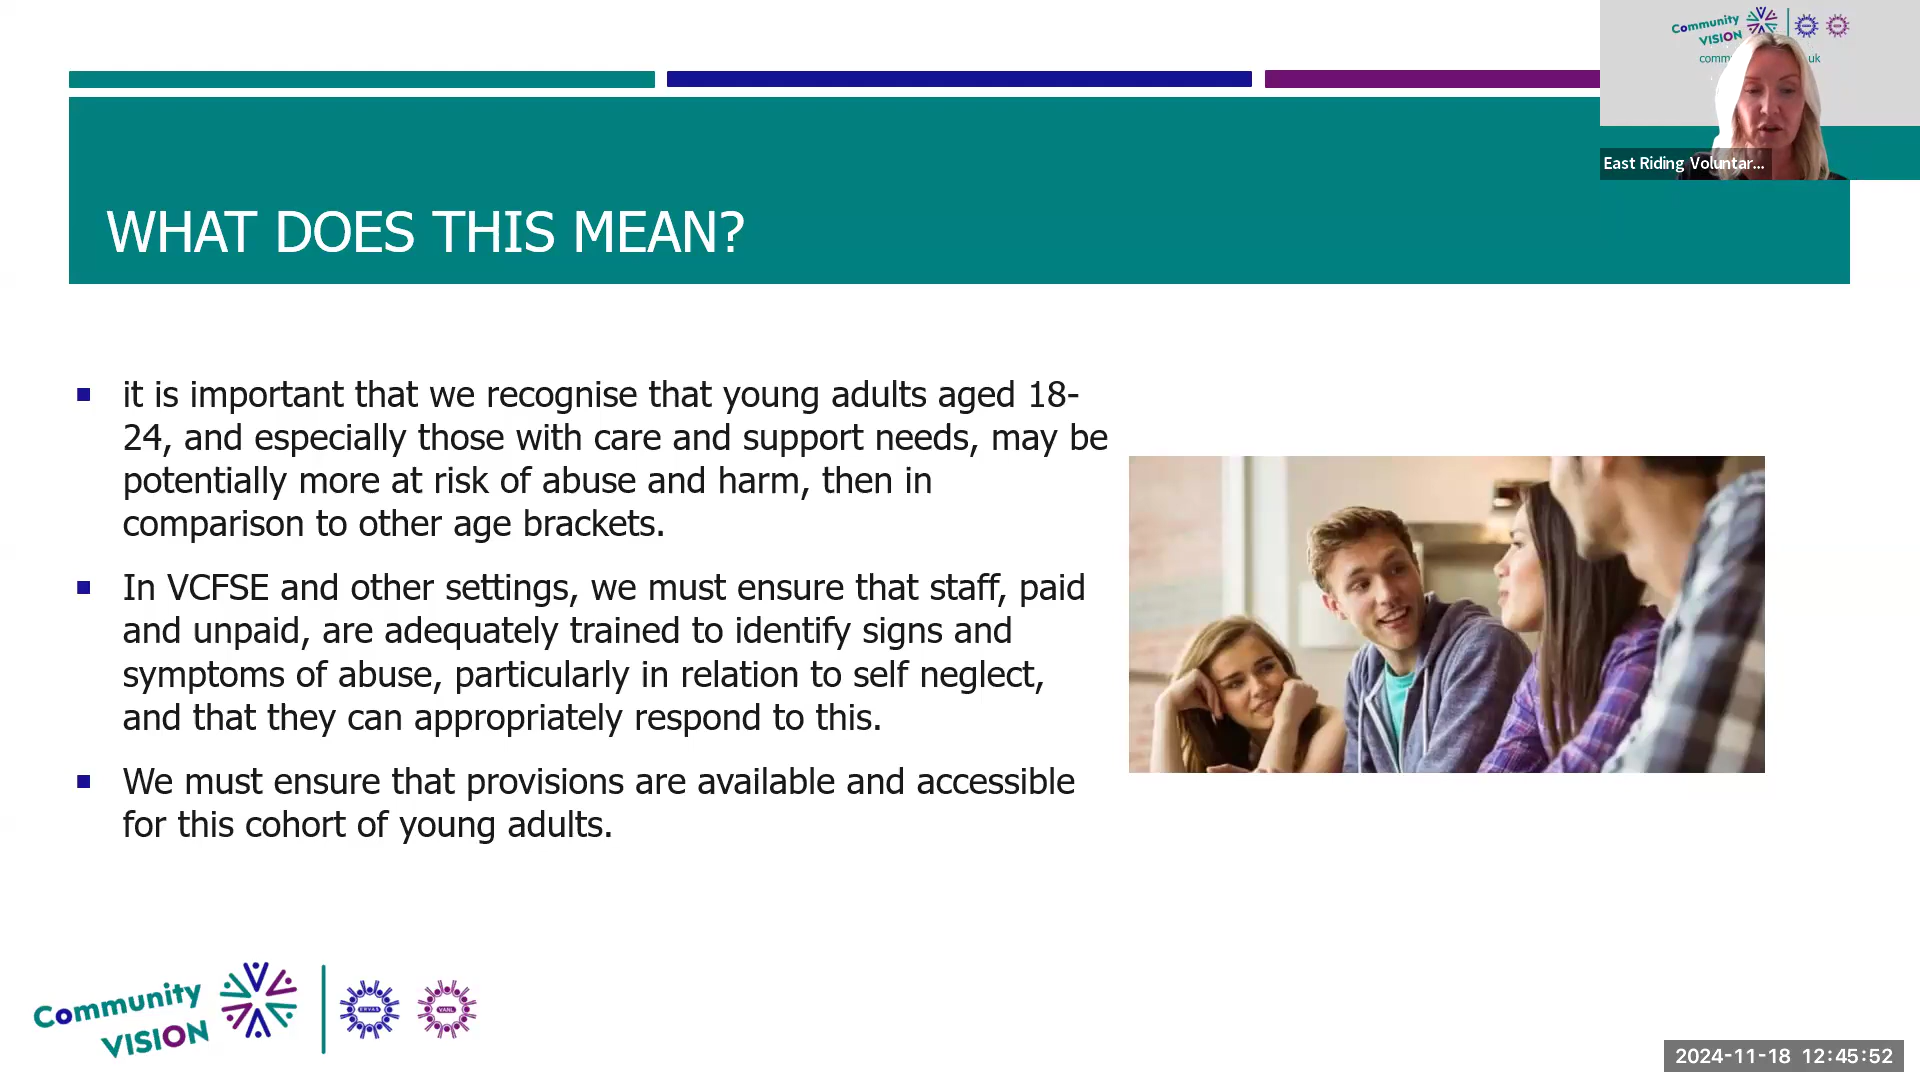 Community
VISION
comm
uk
East Riding Voluntar...
WHAT DOES THIS MEAN?
it is important that we recognise that young adults aged 18-
24, and especially those with care and support needs, may be
potentially more at risk of abuse and harm, then in
comparison to other age brackets.
In VCFSE and other settings, we must ensure that staff, paid
and unpaid, are adequately trained to identify signs and
symptoms of abuse, particularly in relation to self neglect,
and that they can appropriately respond to this.
We must ensure that provisions are available and accessible
for this cohort of young adults.
Community
VISION
ERVAS
VANL
2024-11-18 12:45:52